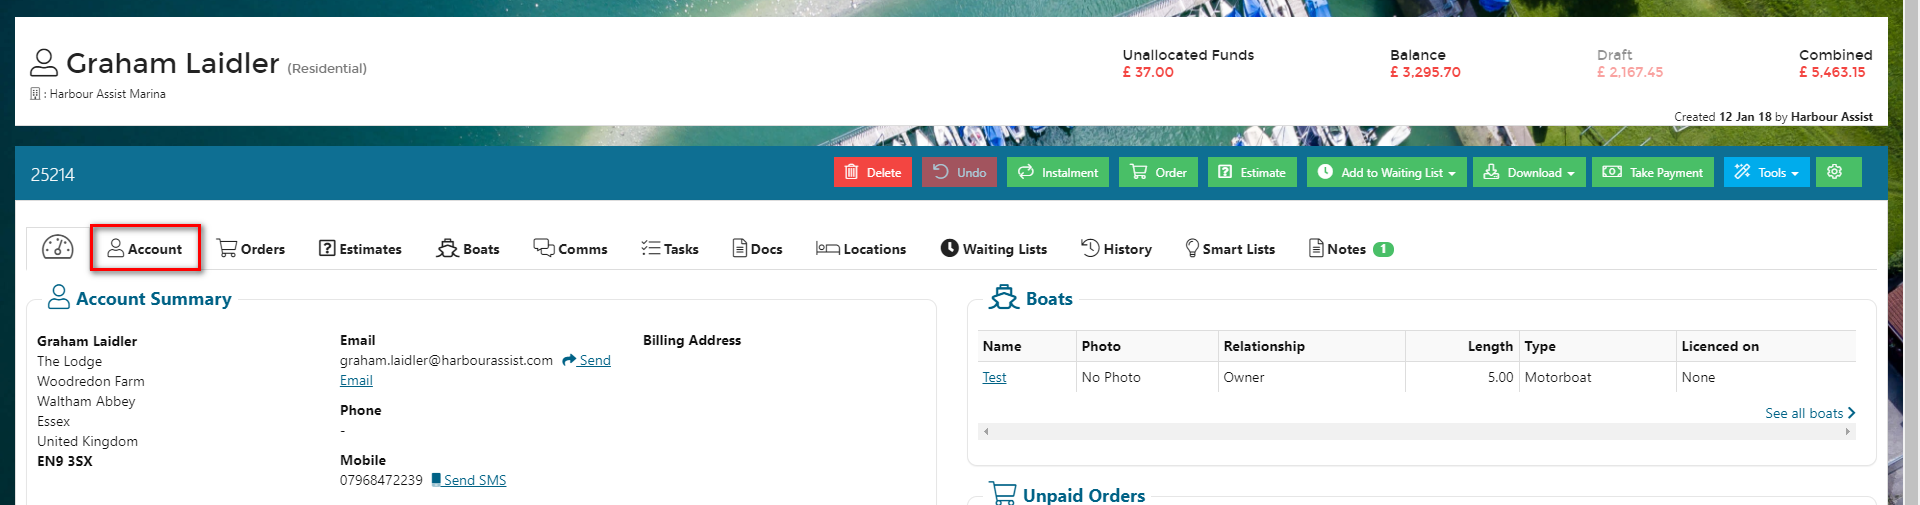 Graham Laidler (Residential)
: Harbour Assist Marina
Unallocated Funds
£ 37.00
Balance
£ 3,295.70
Draft
£ 2,167.45
Combined
£ 5,463.15
Created 12 Jan 18 by Harbour Assist
25214
Delete
Undo
Instalment
Order
Estimate
Add to Waiting List
Download
Take Payment
Tools
Account
Orders
Estimates
Boats
Comms
Tasks
Docs
Locations
Waiting Lists
History
Smart Lists
Notes 1
Account Summary
Graham Laidler
The Lodge
Woodredon Farm
Waltham Abbey
Essex
United Kingdom
EN9 3SX
Email
graham.laidler@harbourassist.com Send
Email
Phone
-
Mobile
07968472239 Send SMS
Billing Address
Boats
Name Photo Relationship Length Type Licenced on
Test No Photo Owner 5.00 Motorboat None
See all boats
Unpaid Orders